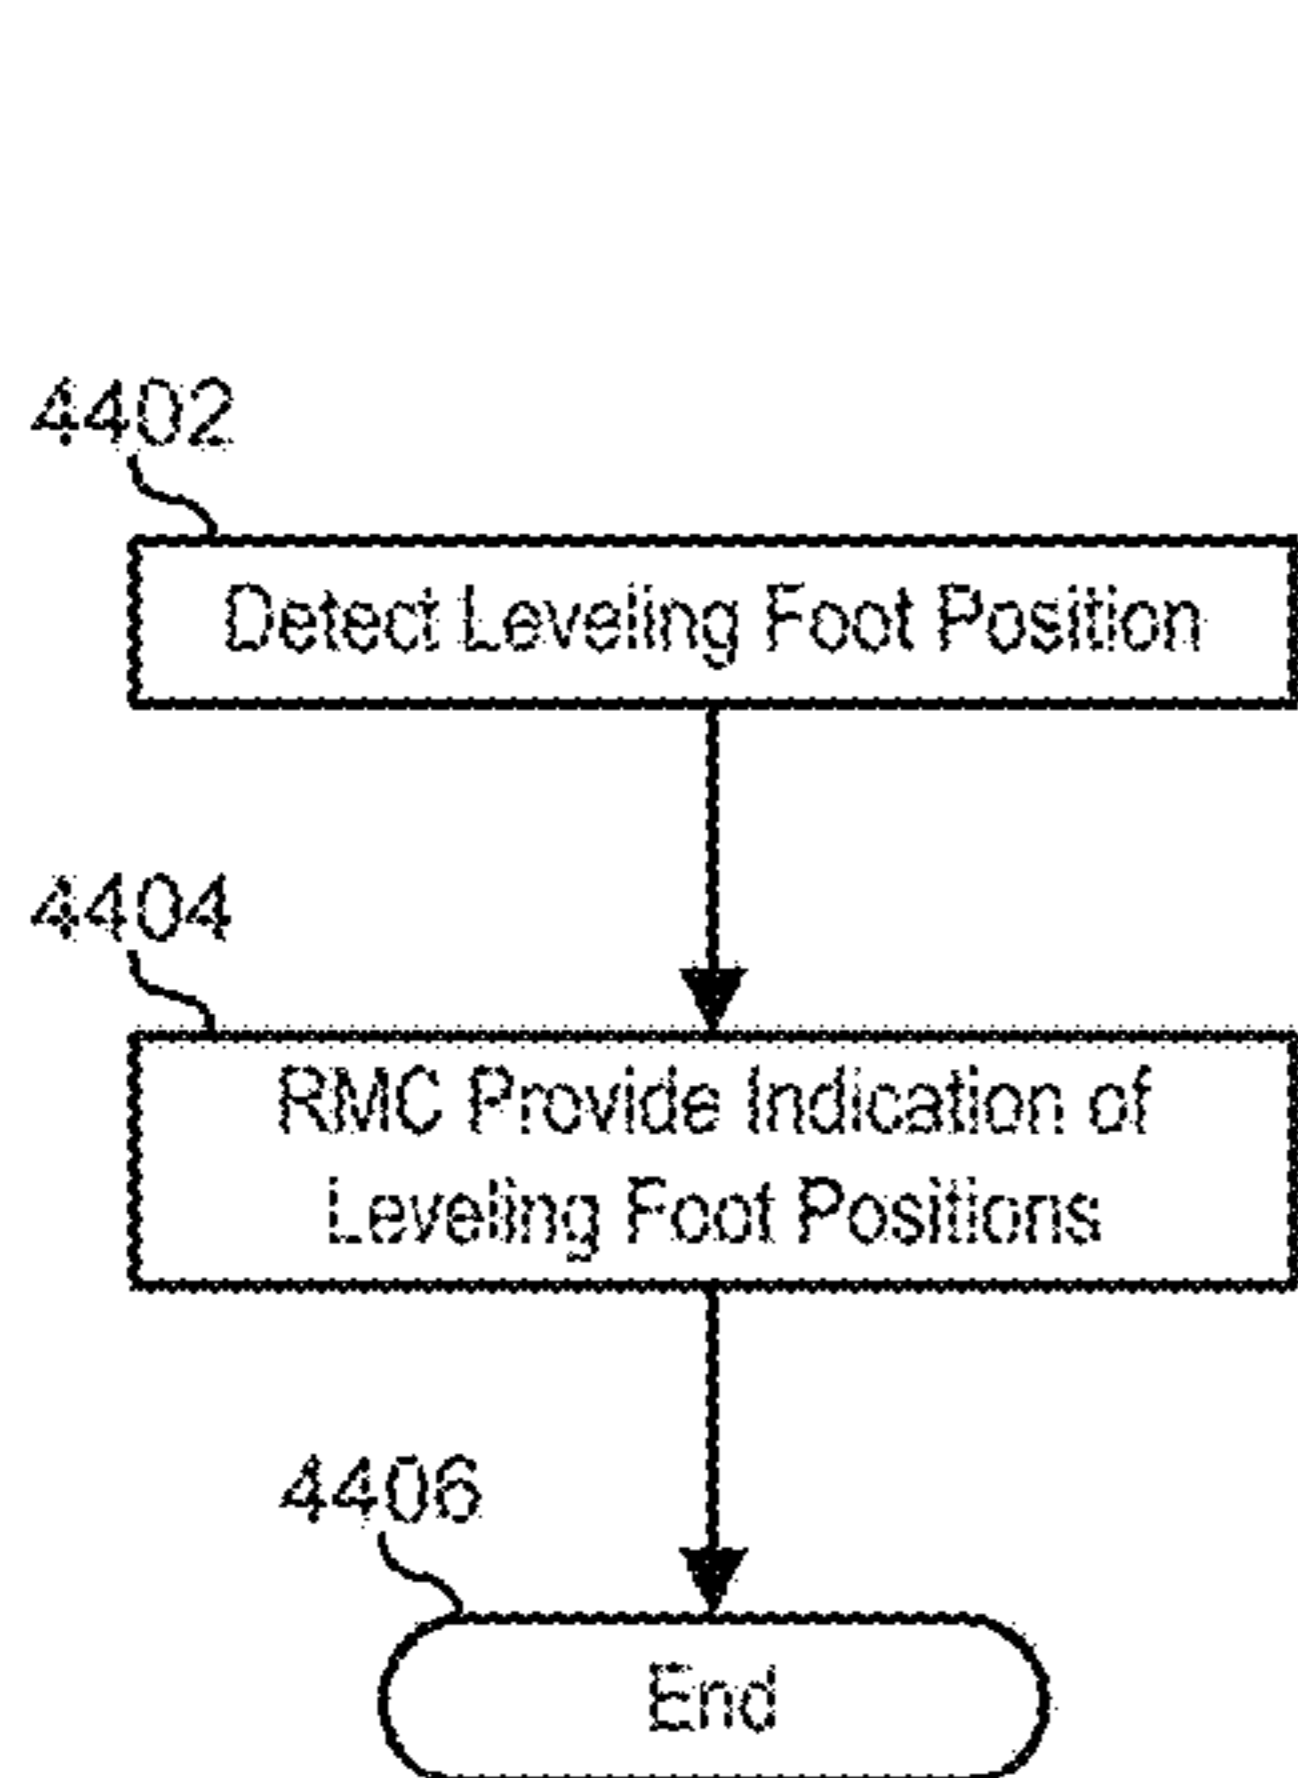 4402
Detect Leveling Foot Position
4404
RMC Provide Indication of
Leveling Foot Positions
4406
End